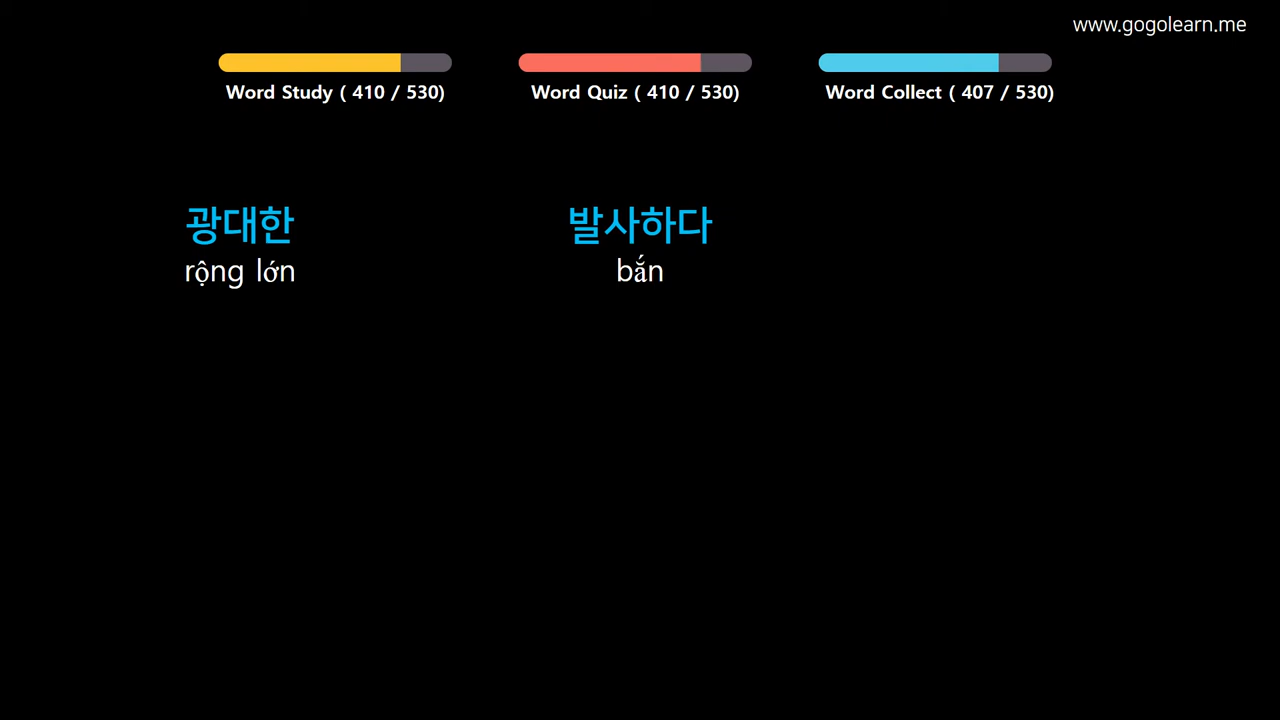 www.gogolearn.me
Word Study ( 410 / 530)
Word Quiz ( 410 / 530)
Word Collect ( 407 / 530)
광대한
rộng lớn
발사하다
bắn